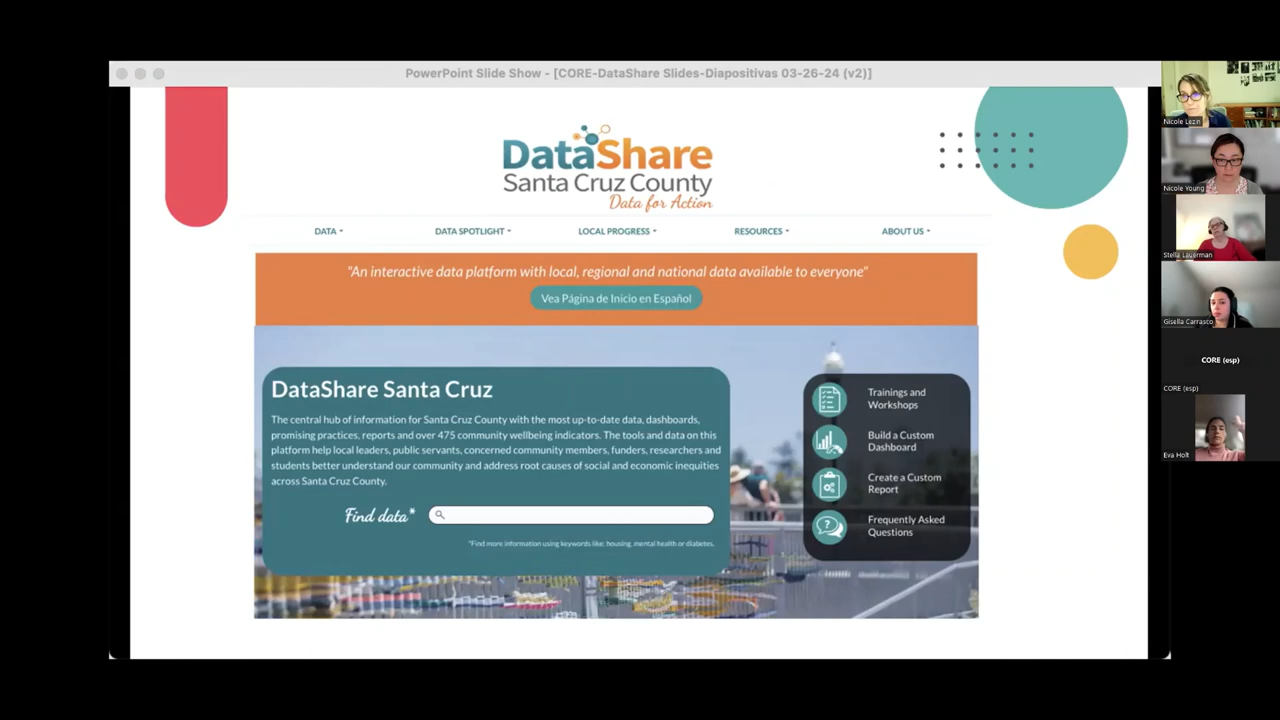 PowerPoint Slide Show - [CORE-DataShare Slides-Diapositivas 03-26-24 (v2)]
DataShare
Santa Cruz County
Data for Action
DATA
DATA SPOTLIGHT
LOCAL PROGRESS
RESOURCES
ABOUT US
"An interactive data platform with local, regional and national data available to everyone"
Vea Página de Inicio en Español
DataShare Santa Cruz
The central hub of information for Santa Cruz County with the most up-to-date data, dashboards,
promising practices, reports and over 475 community wellbeing indicators. The tools and data on this
platform help local leaders, public servants, concerned community members, funders, researchers and
students better understand our community and address root causes of social and economic inequities
across Santa Cruz County.
Find data*
*Find more information using keywords like: housing, mental health or diabetes.
Trainings and
Workshops
Build a Custom
Dashboard
Create a Custom
Report
Frequently Asked
Questions
Nicole Lezin
Nicole Young
Stella Lauerman
Gisella Carrasco
CORE (esp)
CORE (esp)
Eva Holt